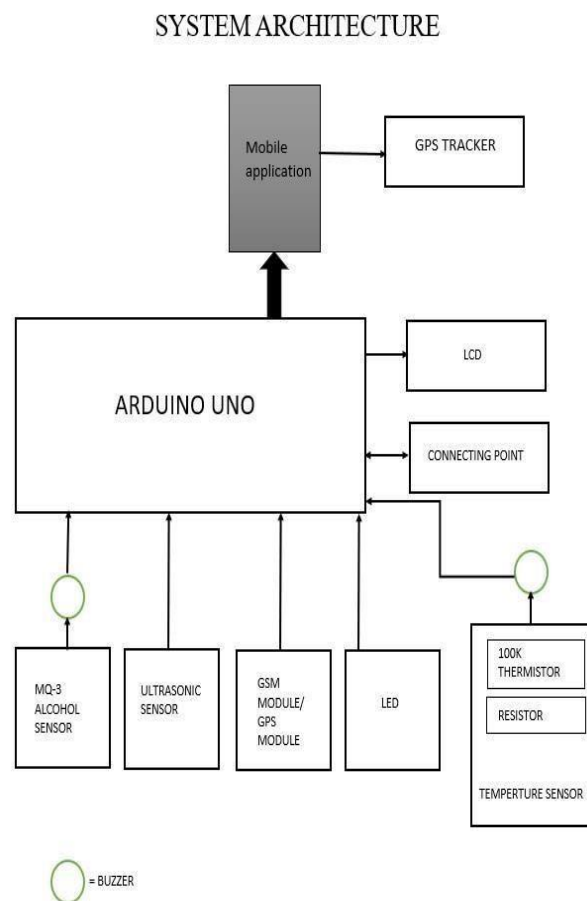 SYSTEM ARCHITECTURE
Mobile
application
GPS TRACKER
ARDUINO UNO
LCD
CONNECTING POINT
MQ-3
ALCOHOL
SENSOR
ULTRASONIC
SENSOR
GSM
MODULE/
GPS
MODULE
LED
100K
THERMISTOR
RESISTOR
TEMPERTURE SENSOR
= BUZZER